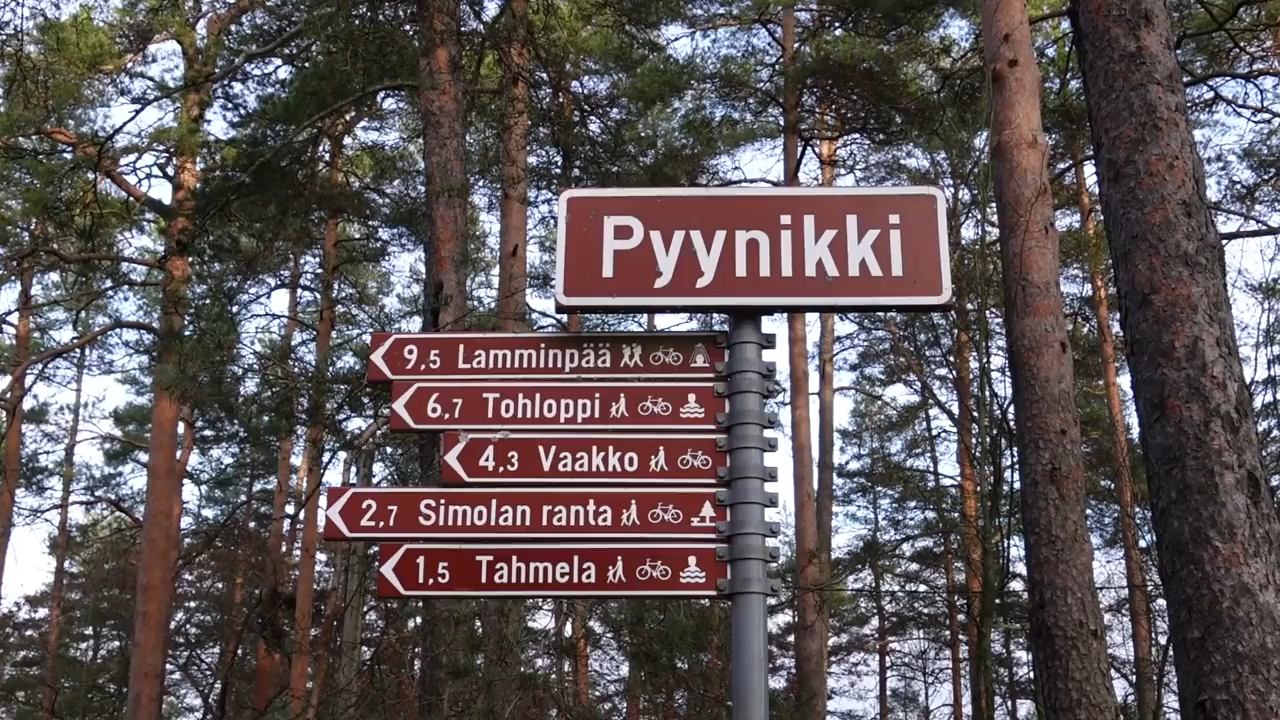 Pyynikki
9,5 Lamminpää
6,7 Tohloppi
4,3 Vaakko
2,7 Simolan ranta
1,5 Tahmela